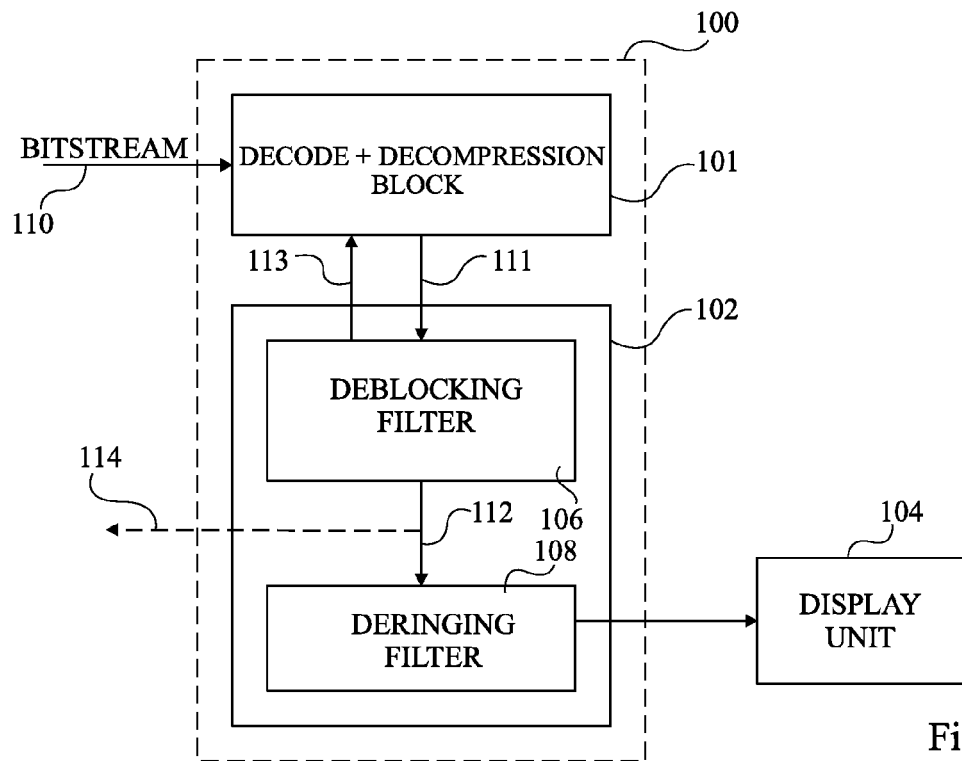 100
BITSTREAM
110
DECODE + DECOMPRESSION
BLOCK
101
113
111
102
DEBLOCKING
FILTER
106
114
112
108
DERINGING
FILTER
104
DISPLAY
UNIT
Fi